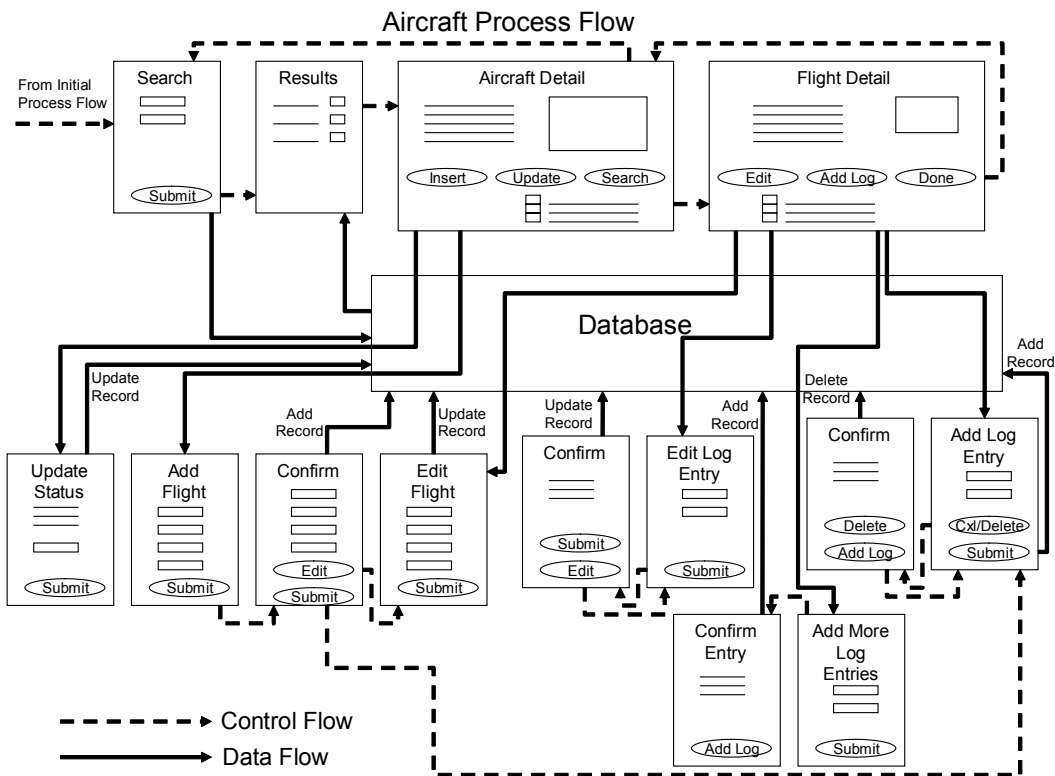 Aircraft Process Flow
From Initial
Process Flow
Search
Submit
Results
Aircraft Detail
Insert
Update
Search
Flight Detail
Edit
Add Log
Done
Database
Update
Record
Add
Record
Update
Record
Update
Record
Add
Record
Delete
Record
Add
Record
Update
Status
Submit
Add
Flight
Submit
Confirm
Edit
Submit
Edit
Flight
Submit
Confirm
Submit
Edit
Edit Log
Entry
Submit
Confirm
Delete
Add Log
Add Log
Entry
Cxl/Delete
Submit
Confirm
Entry
Add Log
Add More
Log
Entries
Submit
Control Flow
Data Flow